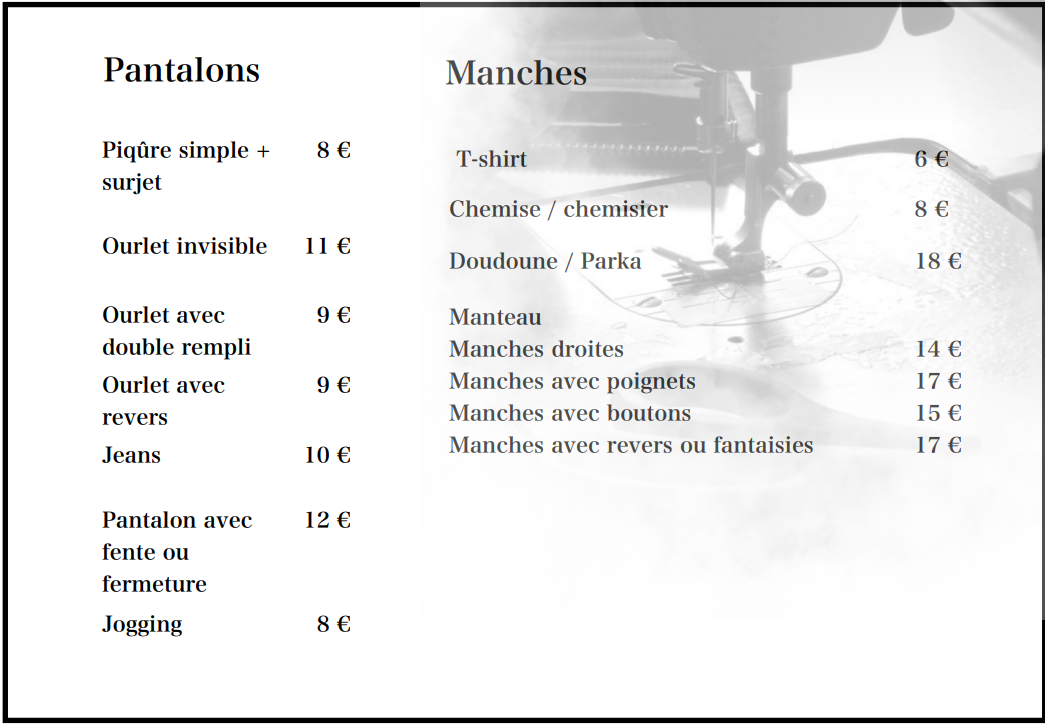 Pantalons
Piqûre simple + 8 €
surjet
Ourlet invisible 11 €
Ourlet avec 9 €
double rempli
Ourlet avec 9 €
revers
Jeans 10 €
Pantalon avec 12 €
fente ou
fermeture
Jogging 8 €
Manches
T-shirt 6 €
Chemise / chemisier 8 €
Doudoune / Parka 18 €
Manteau
Manches droites 14 €
Manches avec poignets 17 €
Manches avec boutons 15 €
Manches avec revers ou fantaisies 17 €